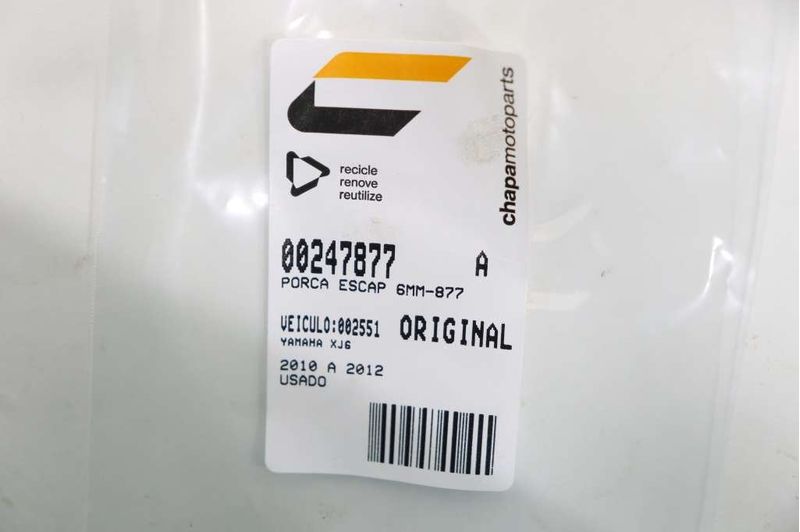 chapamotoparts
recicle
renove
reutilize
00247877 A
PORCA ESCAP 6MM-877
VEICULO:002551 ORIGINAL
YAMAHA XJ6
2010 A 2012
USADO